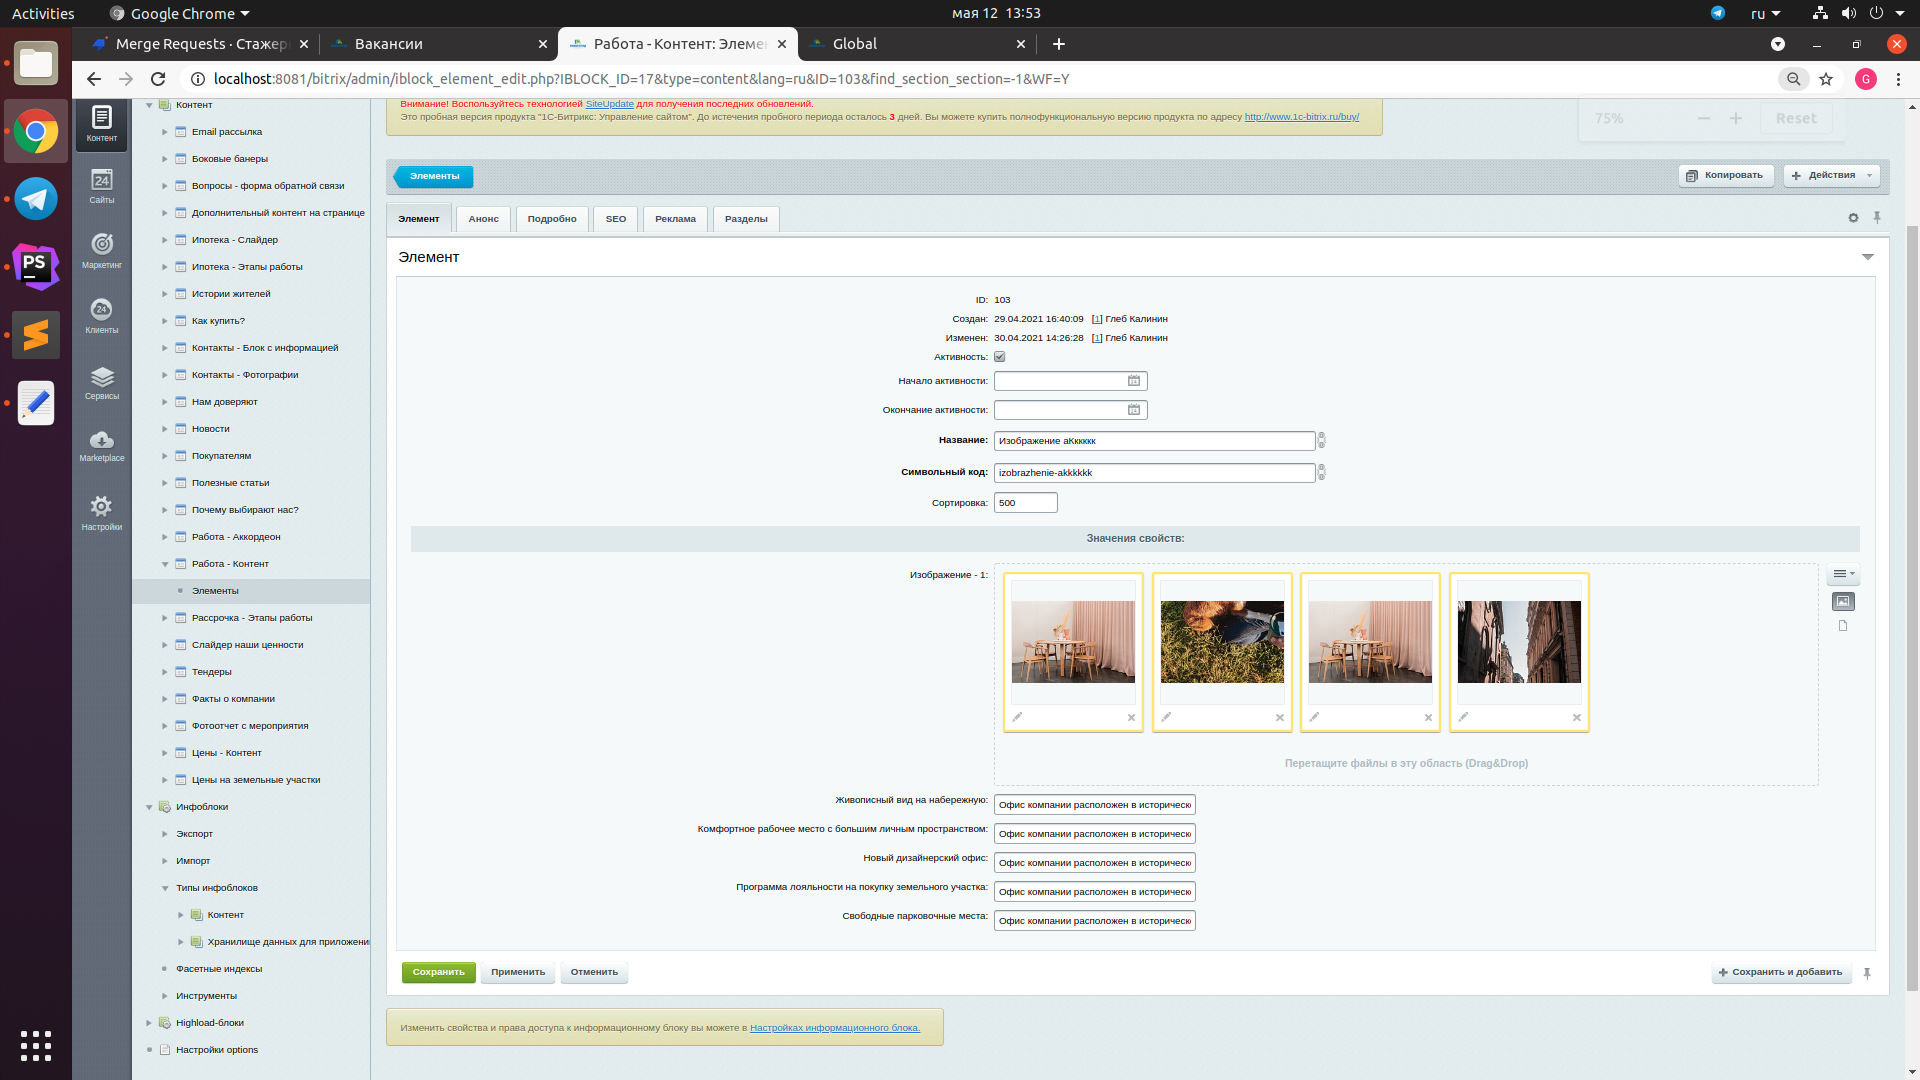 Activities
Google Chrome
мая 12 13:53
ru
Merge Requests · Стажер
Вакансии
Работа - Контент: Элеме
Global
localhost:8081/bitrix/admin/iblock_element_edit.php?IBLOCK_ID=17&type=content&lang=ru&ID=103&find_section_section=-1&WF=Y
G
75%
Reset
Контент
24
Сайты
Маркетинг
24
Клиенты
Сервисы
Marketplace
Настройки
PS
Контент
Email рассылка
Боковые банеры
Вопросы - форма обратной связи
Дополнительный контент на странице
Ипотека - Слайдер
Ипотека - Этапы работы
Истории жителей
Как купить?
Контакты - Блок с информацией
Контакты - Фотографии
Нам доверяют
Новости
Покупателям
Полезные статьи
Почему выбирают нас?
Работа - Аккордеон
Работа - Контент
Элементы
Рассрочка - Этапы работы
Слайдер наши ценности
Тендеры
Факты о компании
Фотоотчет с мероприятия
Цены - Контент
Цены на земельные участки
Инфоблоки
Экспорт
Импорт
Типы инфоблоков
Контент
Хранилище данных для приложени
Фасетные индексы
Инструменты
Highload-блоки
Настройки options
Внимание! Воспользуйтесь технологией SiteUpdate для получения последних обновлений.
Это пробная версия продукта "1С-Битрикс: Управление сайтом". До истечения пробного периода осталось 3 дней. Вы можете купить полнофункциональную версию продукта по адресу http://www.1c-bitrix.ru/buy/
Элементы
Копировать
Действия
Элемент
Анонс
Подробно
SEO
Реклама
Разделы
Элемент
ID: 103
Создан: 29.04.2021 16:40:09 [1] Глеб Калинин
Изменен: 30.04.2021 14:26:28 [1] Глеб Калинин
Активность:
Начало активности:
Окончание активности:
Название: Изображение аКккккк
Символьный код: izobrazhenie-akkkkkk
Сортировка: 500
Значения свойств:
Изображение - 1:
Перетащите файлы в эту область (Drag&Drop)
Живописный вид на набережную: Офис компании расположен в историческ
Комфортное рабочее место с большим личным пространством: Офис компании расположен в историческ
Новый дизайнерский офис: Офис компании расположен в историческ
Программа лояльности на покупку земельного участка: Офис компании расположен в историческ
Свободные парковочные места: Офис компании расположен в историческ
Сохранить
Применить
Отменить
Сохранить и добавить
Изменить свойства и права доступа к информационному блоку вы можете в Настройках информационного блока.